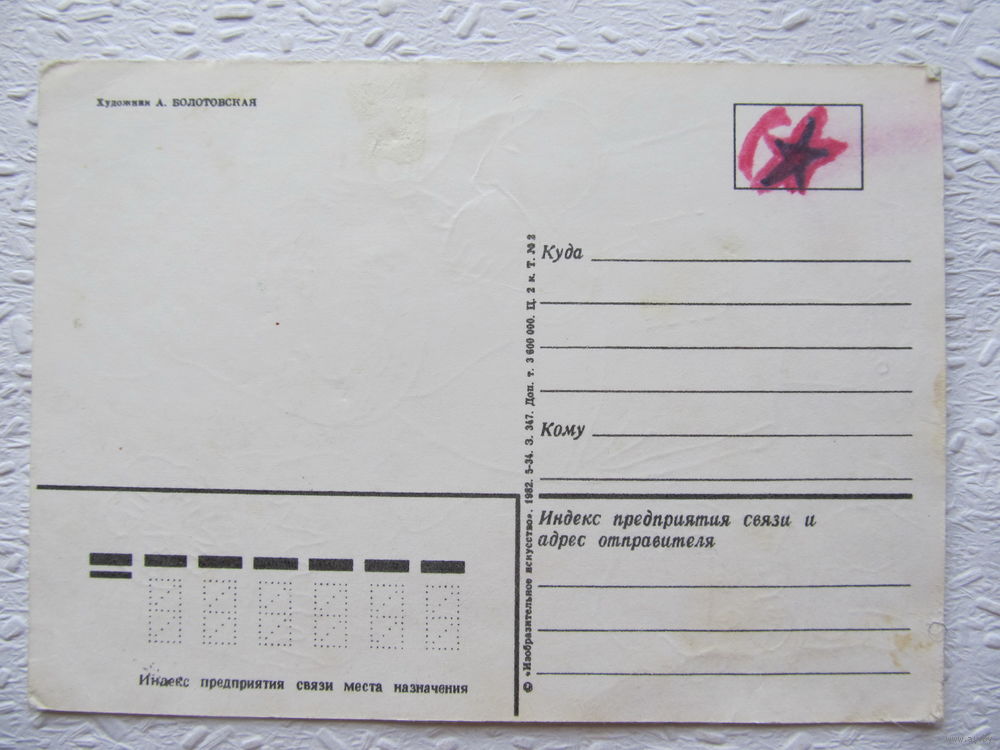 Художник А. БОЛОТОВСКАЯ
Куда
Кому
© «Изобразительное искусство». 1982. 5-34. З. 347. Доп. т. 3 600 000. Ц. 2 к. Т. № 2
Индекс предприятия связи и
адрес отправителя
Индекс предприятия связи места назначения